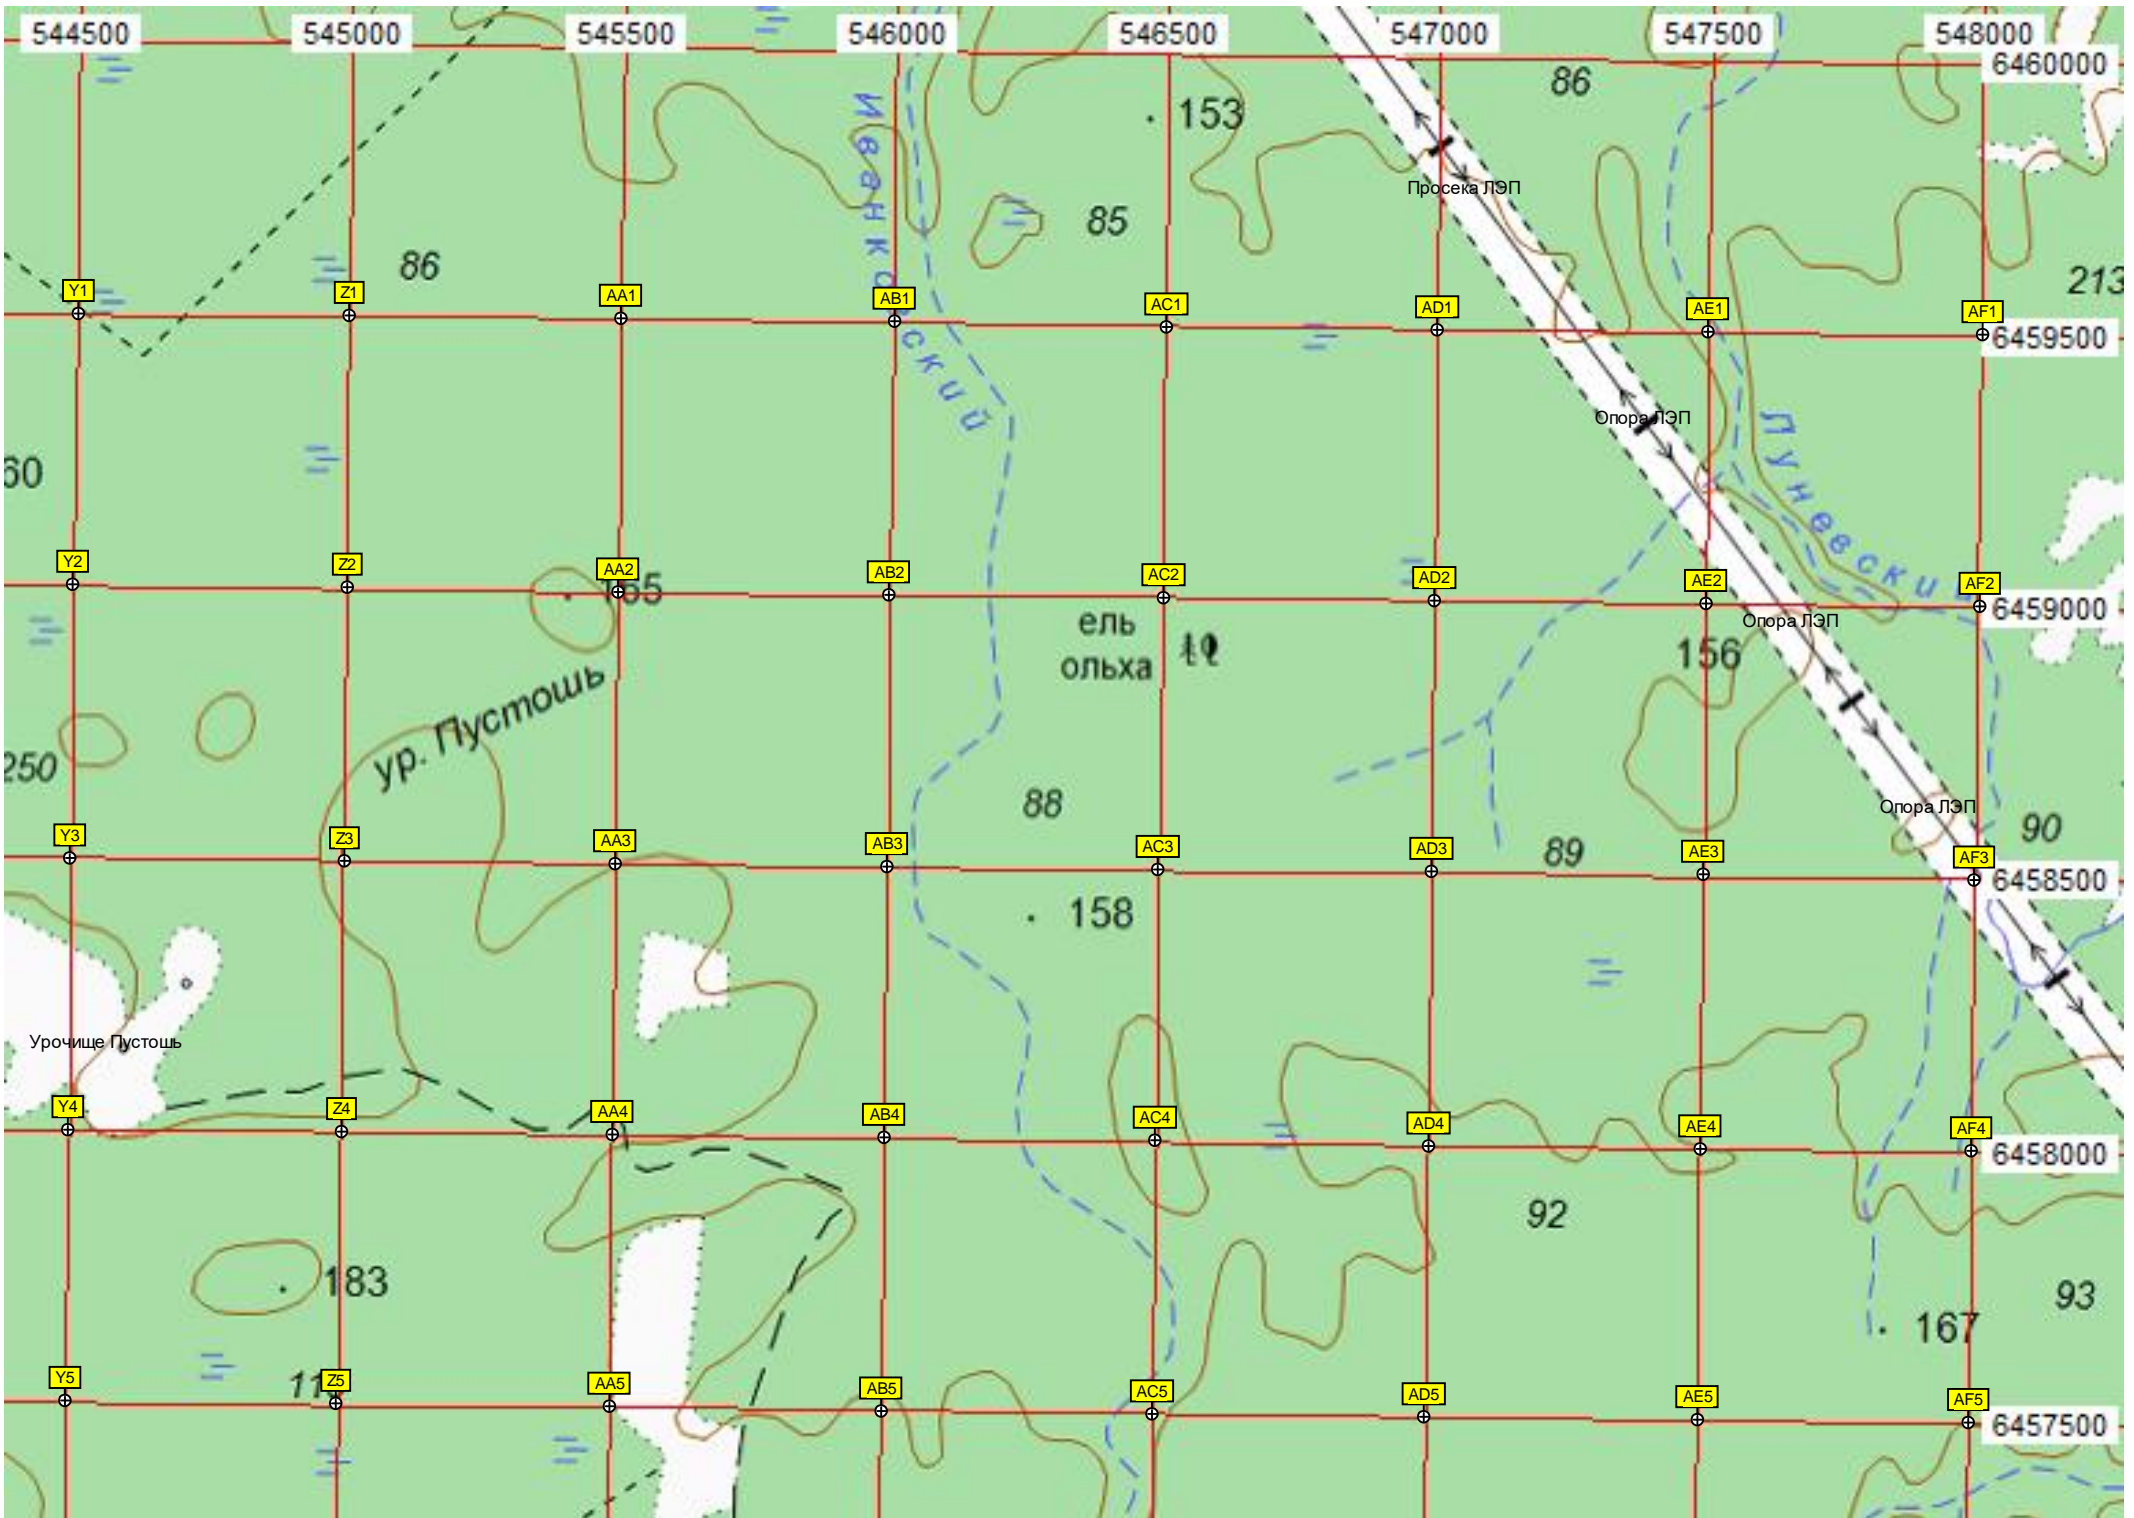 544500 545000 545500 546000 546500 547000 547500 548000
6460000
86
153
Иванковский
Просека ЛЭП
85
86
213
Y1 Z1 AA1 AB1 AC1 AD1 AE1 AF1
6459500
Опора ЛЭП
Луневский
60
Y2 Z2 AA2 AB2 AC2 AD2 AE2 AF2
165
6459000
ель
ольха
Опора ЛЭП
156
ур. Пустошь
250
88
Опора ЛЭП
90
89
Y3 Z3 AA3 AB3 AC3 AD3 AE3 AF3
6458500
158
Урочище Пустошь
Y4 Z4 AA4 AB4 AC4 AD4 AE4 AF4
6458000
92
183
93
167
Y5 Z5 AA5 AB5 AC5 AD5 AE5 AF5
6457500